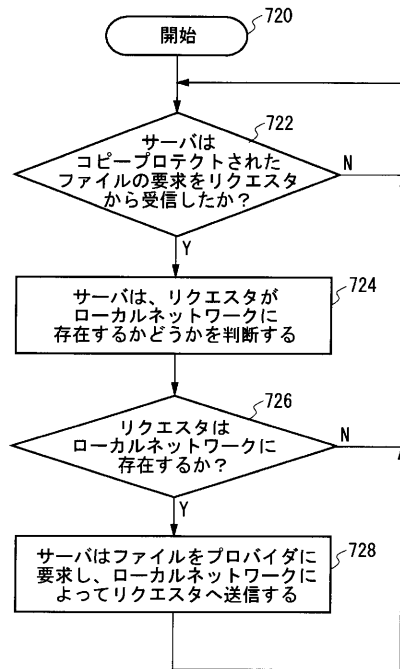 720
開始
722
サーバは
コピープロテクトされた
ファイルの要求をリクエスタ
から受信したか？
N
Y
724
サーバは、リクエスタが
ローカルネットワークに
存在するかどうかを判断する
726
リクエスタは
ローカルネットワークに
存在するか？
N
Y
728
サーバはファイルをプロバイダに
要求し、ローカルネットワークに
よってリクエスタへ送信する